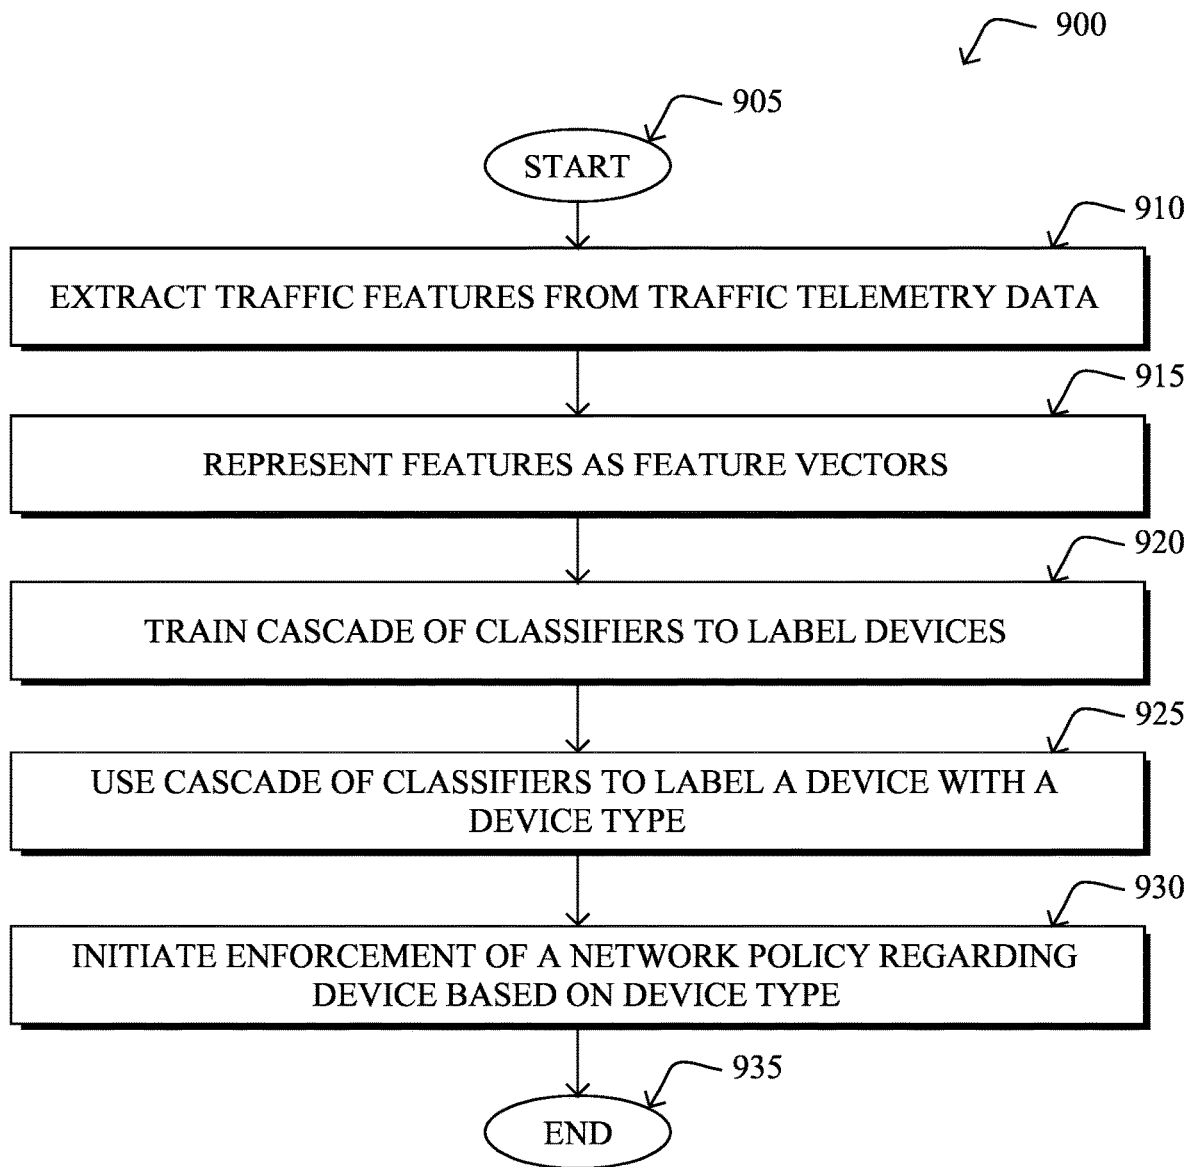 900
905
START
910
EXTRACT TRAFFIC FEATURES FROM TRAFFIC TELEMETRY DATA
915
REPRESENT FEATURES AS FEATURE VECTORS
920
TRAIN CASCADE OF CLASSIFIERS TO LABEL DEVICES
925
USE CASCADE OF CLASSIFIERS TO LABEL A DEVICE WITH A
DEVICE TYPE
930
INITIATE ENFORCEMENT OF A NETWORK POLICY REGARDING
DEVICE BASED ON DEVICE TYPE
935
END